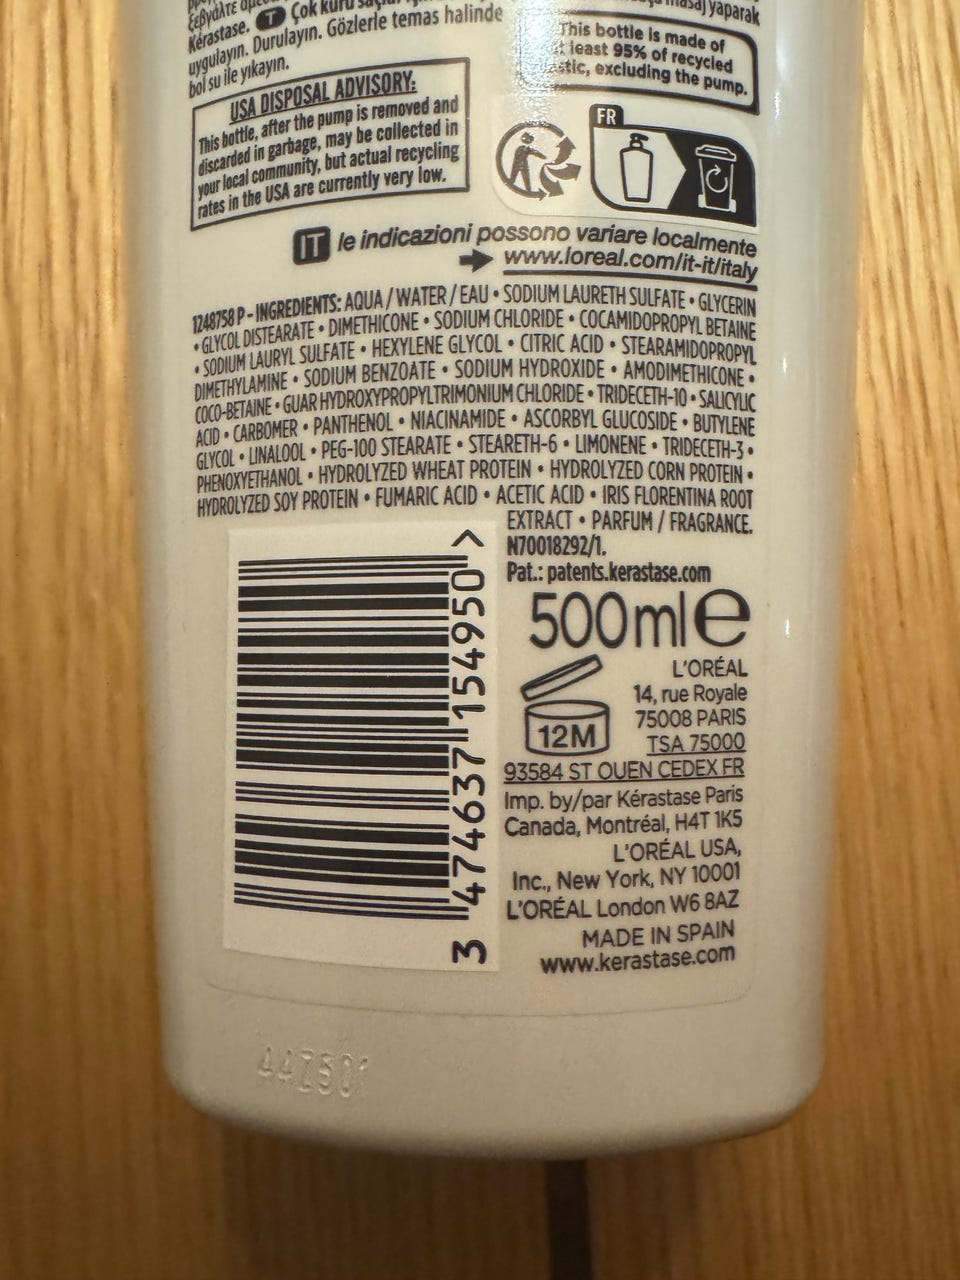 ξεβγάλτε
Kérastase. T Çok kuru saçlar
uygulayın. Durulayın. Gözlerle temas halinde
bol su ile yıkayın.
masaj yaparak
This bottle is made of
least 95% of recycled
excluding the pump.
USA DISPOSAL ADVISORY:
This bottle, after the pump is removed and
discarded in garbage, may be collected in
your local community, but actual recycling
rates in the USA are currently very low.
FR
IT le indicazioni possono variare localmente
www.loreal.com/it-it/italy
1248758 P - INGREDIENTS: AQUA / WATER / EAU • SODIUM LAURETH SULFATE • GLYCERIN
• GLYCOL DISTEARATE • DIMETHICONE • SODIUM CHLORIDE • COCAMIDOPROPYL BETAINE
• SODIUM LAURYL SULFATE • HEXYLENE GLYCOL • CITRIC ACID • STEARAMIDOPROPYL
DIMETHYLAMINE • SODIUM BENZOATE • SODIUM HYDROXIDE • AMODIMETHICONE •
COCO-BETAINE • GUAR HYDROXYPROPYLTRIMONIUM CHLORIDE • TRIDECETH-10 • SALICYLIC
ACID • CARBOMER • PANTHENOL • NIACINAMIDE • ASCORBYL GLUCOSIDE • BUTYLENE
GLYCOL • LINALOOL • PEG-100 STEARATE • STEARETH-6 • LIMONENE • TRIDECETH-3 •
PHENOXYETHANOL • HYDROLYZED WHEAT PROTEIN • HYDROLYZED CORN PROTEIN •
HYDROLYZED SOY PROTEIN • FUMARIC ACID • ACETIC ACID • IRIS FLORENTINA ROOT
EXTRACT • PARFUM / FRAGRANCE.
N70018292/1.
Pat.: patents.kerastase.com
500ml e
12M
L'ORÉAL
14, rue Royale
75008 PARIS
TSA 75000
93584 ST OUEN CEDEX FR
Imp. by/par Kérastase Paris
Canada, Montréal, H4T 1K5
L'ORÉAL USA,
Inc., New York, NY 10001
L'ORÉAL London W6 8AZ
MADE IN SPAIN
www.kerastase.com
3 474637 154950 >